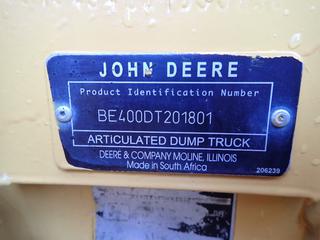 JOHN DEERE
Product Identification Number
BE400DT201801
ARTICULATED DUMP TRUCK
DEERE & COMPANY MOLINE, ILLINOIS
Made in South Africa
206239